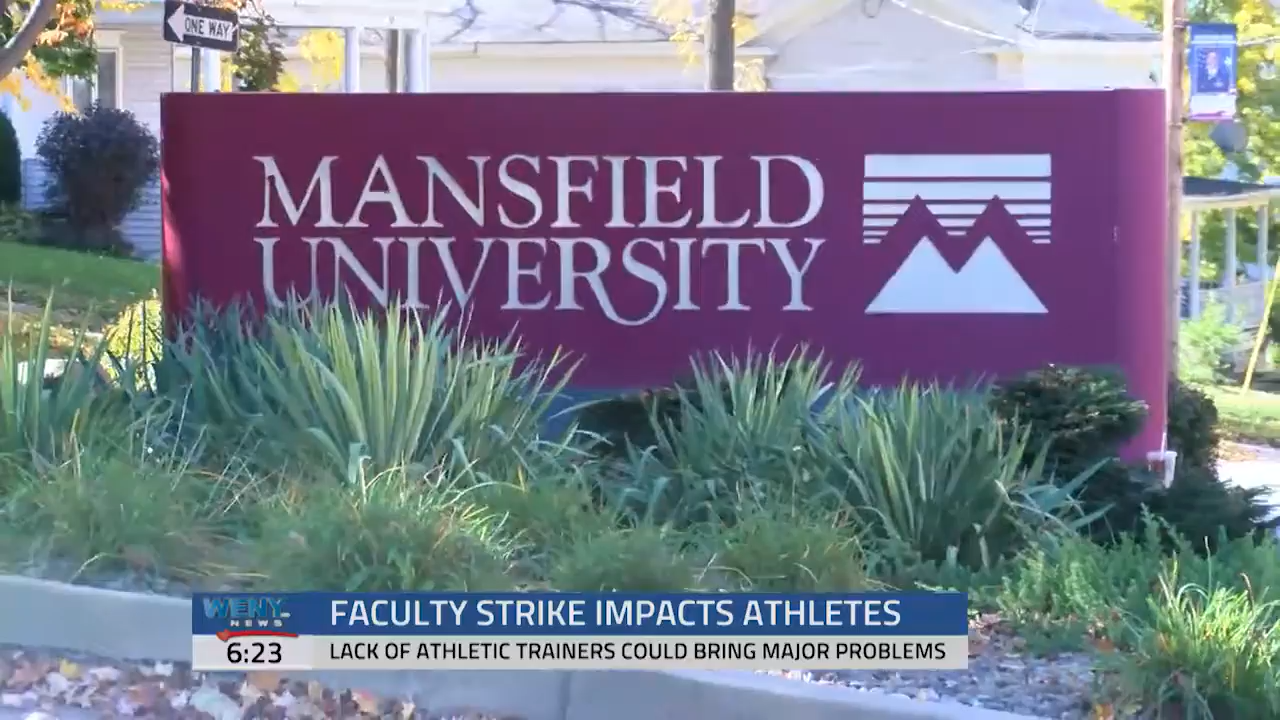 ONE WAY
MANSFIELD
UNIVERSITY
WENY
NEWS
FACULTY STRIKE IMPACTS ATHLETES
6:23
LACK OF ATHLETIC TRAINERS COULD BRING MAJOR PROBLEMS